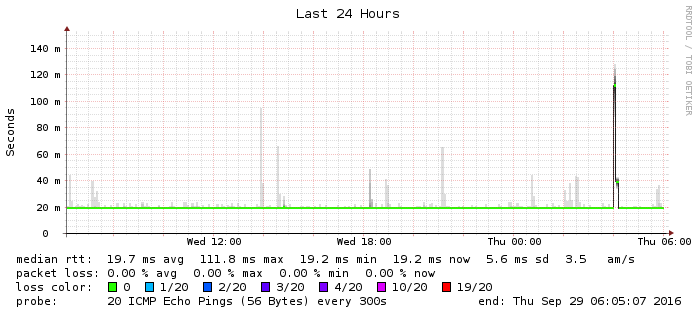 Last 24 Hours
RRDTOOL / TOBI OETIKER
Seconds
140 m
120 m
100 m
80 m
60 m
40 m
20 m
0
Wed 12:00 Wed 18:00 Thu 00:00 Thu 06:00
median rtt: 19.7 ms avg 111.8 ms max 19.2 ms min 19.2 ms now 5.6 ms sd 3.5 am/s
packet loss: 0.00 % avg 0.00 % max 0.00 % min 0.00 % now
loss color: 0 1/20 2/20 3/20 4/20 10/20 19/20
probe: 20 ICMP Echo Pings (56 Bytes) every 300s end: Thu Sep 29 06:05:07 2016